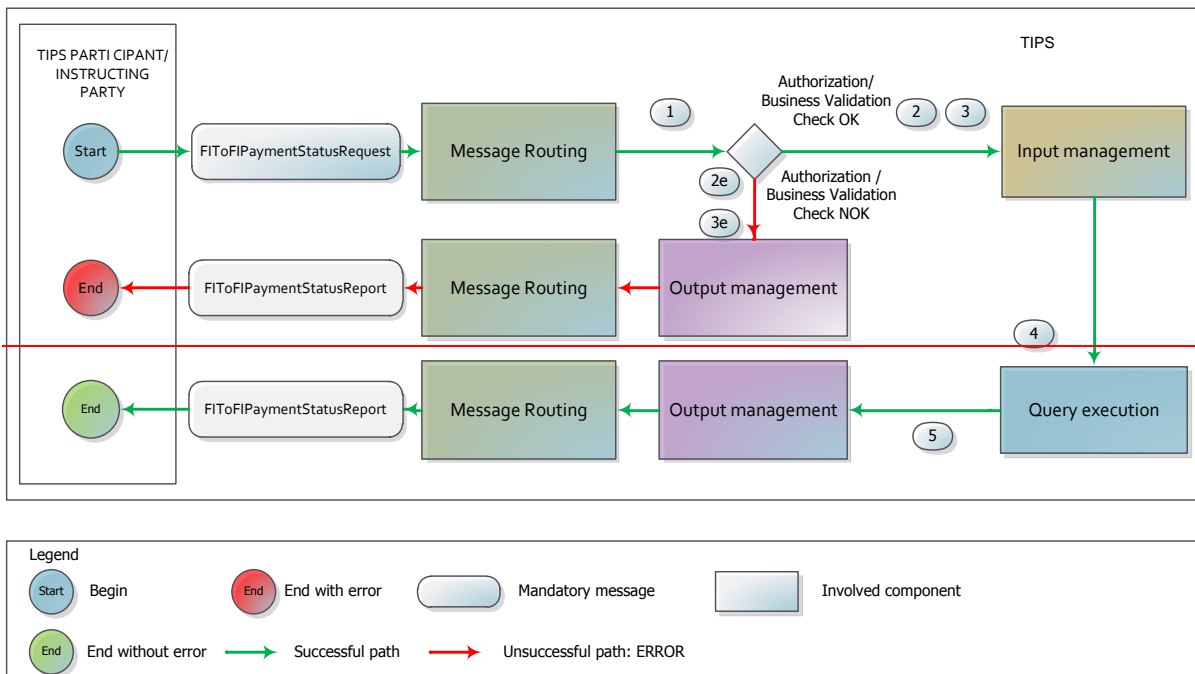 TIPS PARTI CIPANT/
INSTRUCTING
PARTY
TIPS
Start
FIToFIPaymentStatusRequest
Message Routing
1
Authorization/
Business Validation
Check OK
2
3
Input management
2e
Authorization /
Business Validation
Check NOK
3e
End
FIToFIPaymentStatusReport
Message Routing
Output management
4
End
FIToFIPaymentStatusReport
Message Routing
Output management
5
Query execution
Legend
Start
Begin
End
End with error
Mandatory message
Involved component
End
End without error
Successful path
Unsuccessful path: ERROR